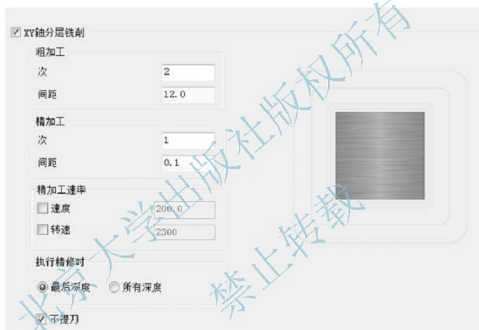 XY轴分层铣削
粗加工
次 2
间距 12.0
精加工
次 1
间距 0.1
精加工速率
速度 200.0
转速 2300
执行精修时
最后深度 所有深度
不提刀
北京大学出版社版权所有
禁止转载